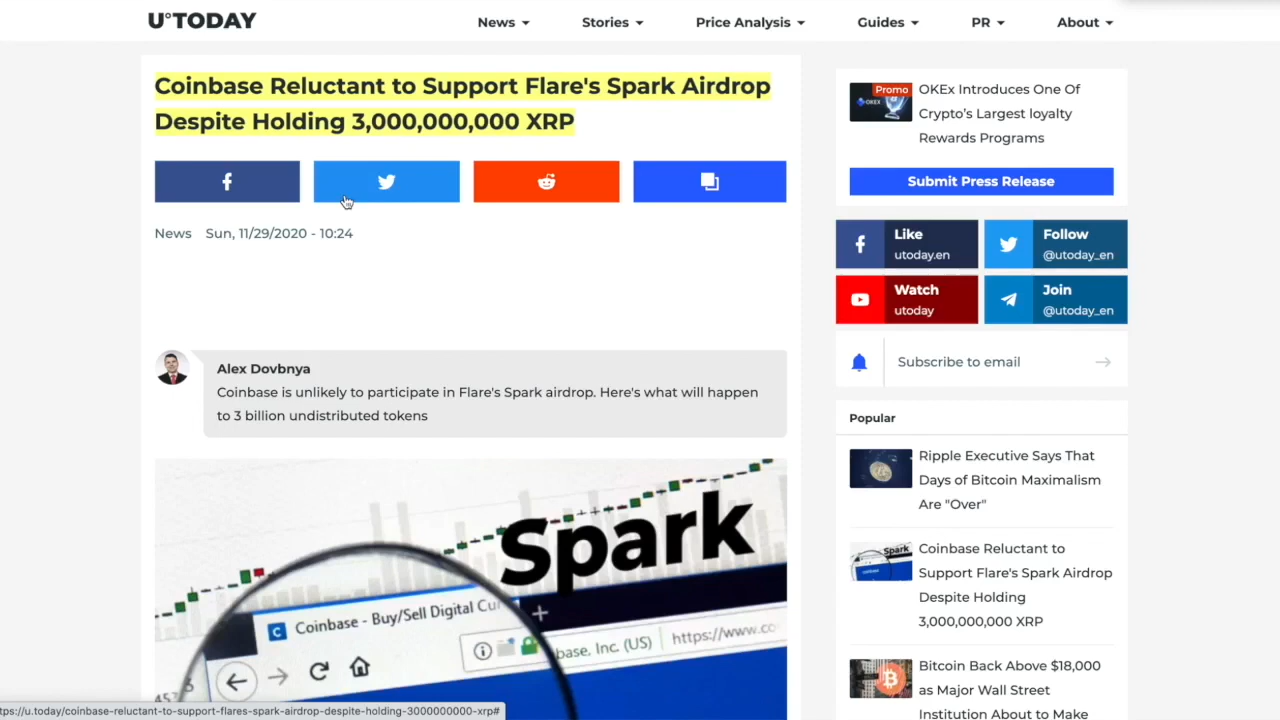 U°TODAY
News
Stories
Price Analysis
Guides
PR
About
Coinbase Reluctant to Support Flare's Spark Airdrop
Despite Holding 3,000,000,000 XRP
News Sun, 11/29/2020 - 10:24
Alex Dovbnya
Coinbase is unlikely to participate in Flare's Spark airdrop. Here's what will happen
to 3 billion undistributed tokens
Spark
Coinbase - Buy/Sell Digital Cu
base, Inc. (US)
https://www.co
Promo
OKEX
OKEx Introduces One Of
Crypto’s Largest loyalty
Rewards Programs
Submit Press Release
Like
utoday.en
Follow
@utoday_en
Watch
utoday
Join
@utoday_en
Subscribe to email
Popular
Ripple Executive Says That
Days of Bitcoin Maximalism
Are "Over"
Spark
Coinbase Reluctant to
Support Flare's Spark Airdrop
Despite Holding
3,000,000,000 XRP
Bitcoin Back Above $18,000
as Major Wall Street
Institution About to Make
ttps://u.today/coinbase-reluctant-to-support-flares-spark-airdrop-despite-holding-3000000000-xrp#